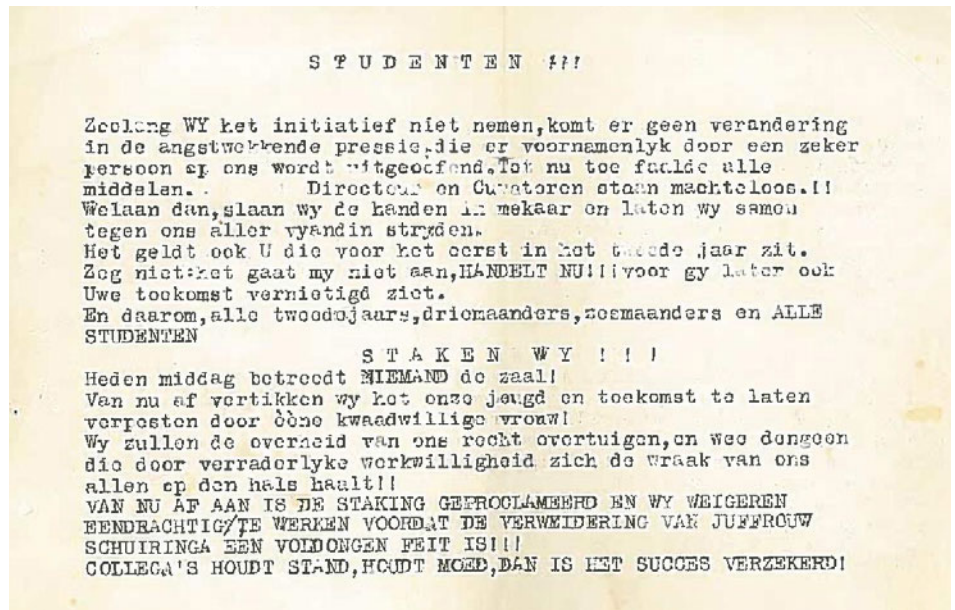 S T U D E N T E N !!!
Zoolang WY het initiatief niet nemen,komt er geen verandering
in de angstwekkende pressie,die er voornamenlyk door een zeker
persoon op ons wordt uitgeoefend.Tot nu toe faalde alle
middelen. . Directeur en Curatoren staan machteloos.!!
Welaan dan,slaan wy de handen in mekaar en laten wy samen
tegen ons aller vyandin stryden.
Het geldt ook U die voor het eerst in het tweede jaar zit.
Zeg niet:het gaat my niet aan,HANDELT NU!!!voor gy later ook
Uwe toekomst vernietigd ziet.
En daarom,alle tweedejaars,driemaanders,zesmaanders en ALLE
STUDENTEN
S T A K E N W Y ! ! !
Heden middag betreedt NIEMAND de zaal!
Van nu af vertikken wy het onze jeugd en toekomst te laten
verpesten door ééne kwaadwillige vrouw!
Wy zullen de overheid van ons recht overtuigen,en wee dengeen
die door verraderlyke werkwilligheid zich de wraak van ons
allen op den hals haalt!!
VAN NU AF AAN IS DE STAKING GEPROCLAMEERD EN WY WEIGEREN
EENDRACHTIG/TE WERKEN VOORDAT DE VERWEIDERING VAN JUFFROUW
SCHUIRINGA EEN VOLDONGEN FEIT IS!!!
COLLEGA'S HOUDT STAND,HOUDT MOED,DAN IS HET SUCCES VERZEKERD!